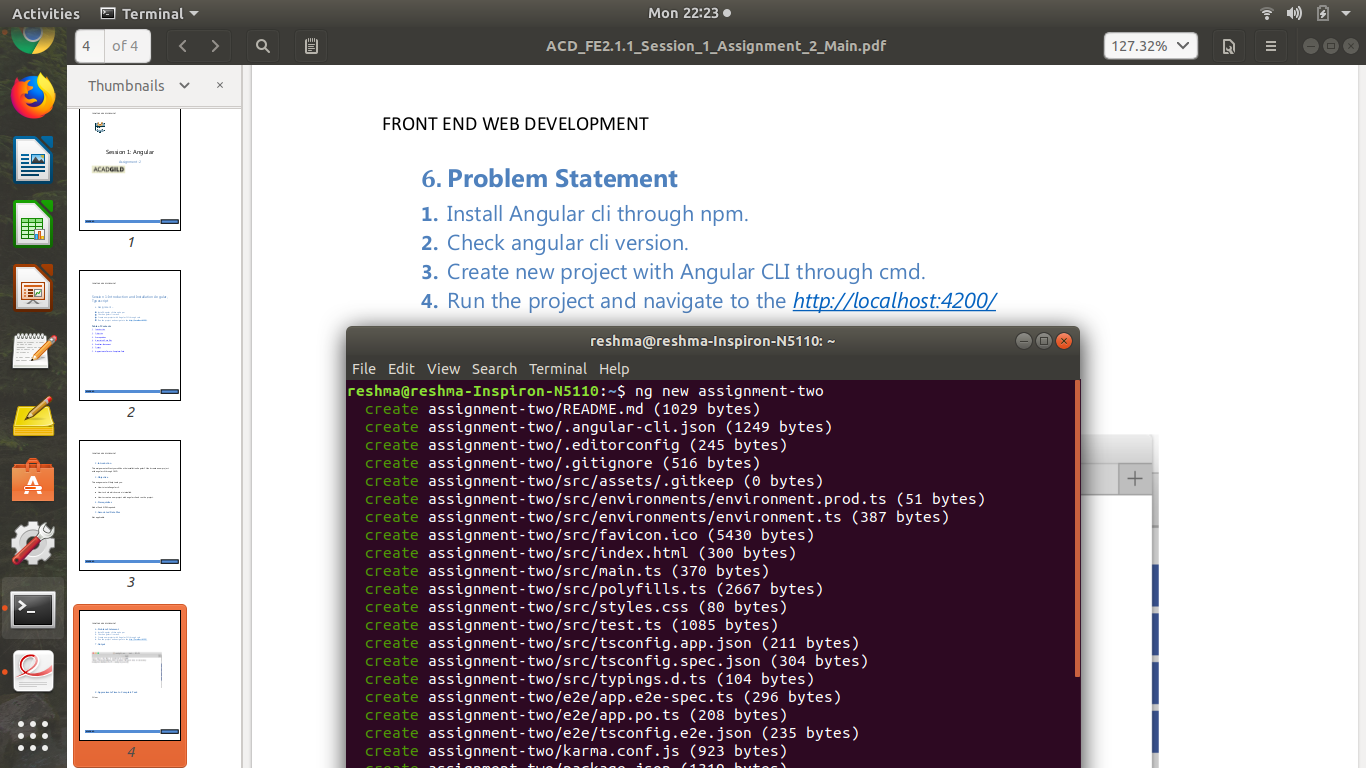 Activities
Terminal
Mon 22:23
4
of 4
ACD_FE2.1.1_Session_1_Assignment_2_Main.pdf
127.32%
Thumbnails
×
Session 1: Angular
Assignment 2
ACADGILD
1
2
3
4
FRONT END WEB DEVELOPMENT
6. Problem Statement
1. Install Angular cli through npm.
2. Check angular cli version.
3. Create new project with Angular CLI through cmd.
4. Run the project and navigate to the http://localhost:4200/
reshma@reshma-Inspiron-N5110: ~
File Edit View Search Terminal Help
reshma@reshma-Inspiron-N5110:~$ ng new assignment-two
create assignment-two/README.md (1029 bytes)
create assignment-two/.angular-cli.json (1249 bytes)
create assignment-two/.editorconfig (245 bytes)
create assignment-two/.gitignore (516 bytes)
create assignment-two/src/assets/.gitkeep (0 bytes)
create assignment-two/src/environments/environment.prod.ts (51 bytes)
create assignment-two/src/environments/environment.ts (387 bytes)
create assignment-two/src/favicon.ico (5430 bytes)
create assignment-two/src/index.html (300 bytes)
create assignment-two/src/main.ts (370 bytes)
create assignment-two/src/polyfills.ts (2667 bytes)
create assignment-two/src/styles.css (80 bytes)
create assignment-two/src/test.ts (1085 bytes)
create assignment-two/src/tsconfig.app.json (211 bytes)
create assignment-two/src/tsconfig.spec.json (304 bytes)
create assignment-two/src/typings.d.ts (104 bytes)
create assignment-two/e2e/app.e2e-spec.ts (296 bytes)
create assignment-two/e2e/app.po.ts (208 bytes)
create assignment-two/e2e/tsconfig.e2e.json (235 bytes)
create assignment-two/karma.conf.js (923 bytes)
create assignment-two/package.json (1319 bytes)